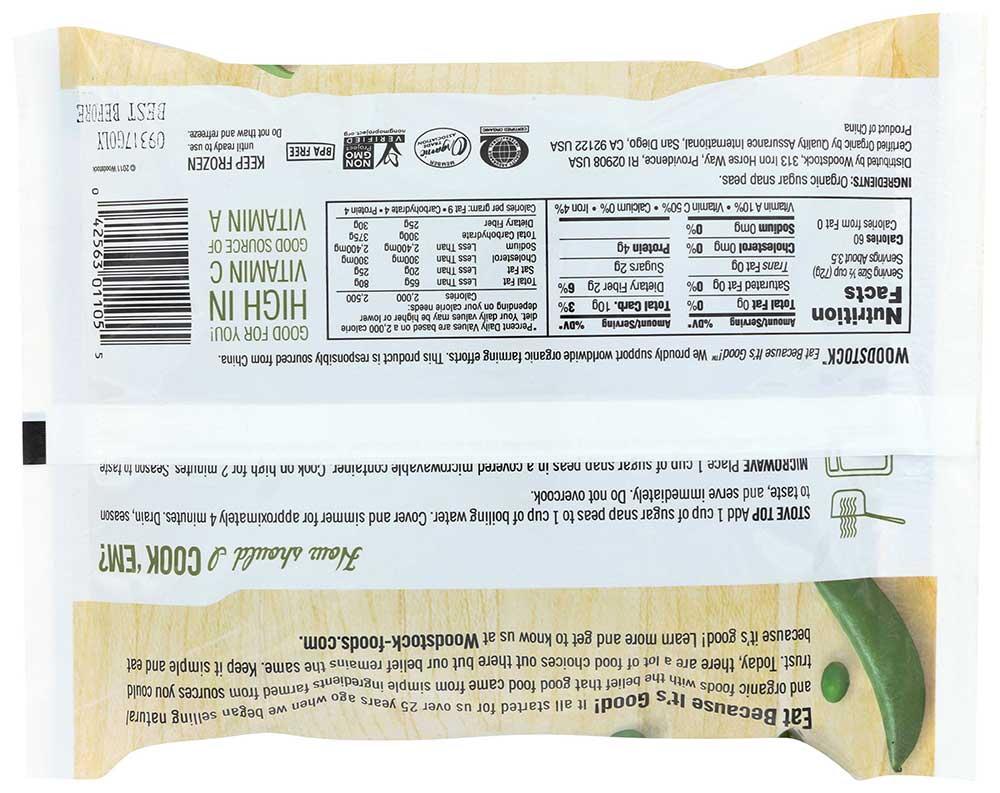 Eat Because It's Good! It all started for us over 25 years ago when we began selling natural
and organic foods with the belief that good food came from simple ingredients farmed from sources you could
trust. Today, there are a lot of food choices out there but our belief remains the same. Keep it simple and eat
because it's good! Learn more and get to know us at Woodstock-foods.com.
How should I COOK 'EM?
STOVE TOP Add 1 cup of sugar snap peas to 1 cup of boiling water. Cover and simmer for approximately 4 minutes. Drain, season
to taste, and serve immediately. Do not overcook.
MICROWAVE Place 1 cup of sugar snap peas in a covered microwavable container. Cook on high for 2 minutes. Season to taste
WOODSTOCK™ Eat Because It's Good!™ We proudly support worldwide organic farming efforts. This product is responsibly sourced from China.
Nutrition
Facts
Serving Size ½ cup (72g)
Servings About 3.5
Calories 60
Calories from Fat 0
Amount/Serving %DV*
Total Fat 0g 0%
Saturated Fat 0g 0%
Trans Fat 0g
Cholesterol 0mg 0%
Sodium 0mg 0%
Amount/Serving %DV*
Total Carb. 10g 3%
Dietary Fiber 2g 6%
Sugars 2g
Protein 4g
Vitamin A 10% • Vitamin C 50% • Calcium 0% • Iron 4%
*Percent Daily Values are based on a 2,000 calorie
diet. Your daily values may be higher or lower
depending on your calorie needs:
Calories 2,000 2,500
Total Fat Less Than 65g 80g
Sat Fat Less Than 20g 25g
Cholesterol Less Than 300mg 300mg
Sodium Less Than 2,400mg 2,400mg
Total Carbohydrate 300g 375g
Dietary Fiber 25g 30g
Calories per gram: Fat 9 • Carbohydrate 4 • Protein 4
GOOD FOR YOU!
HIGH IN
VITAMIN C
GOOD SOURCE OF
VITAMIN A
0 42563 01105 5
© 2011 Woodstock
INGREDIENTS: Organic sugar snap peas.
Distributed by Woodstock, 313 Iron Horse Way, Providence, RI 02908 USA
Certified Organic by Quality Assurance International, San Diego, CA 92122 USA
Product of China
CERTIFIED ORGANIC
MEMBER
Organic
TRADE
ASSOCIATION
NON
GMO
Project
VERIFIED
nongmoproject.org
BPA FREE
KEEP FROZEN
until ready to use.
Do not thaw and refreeze.
09317GOLY
BEST BEFORE